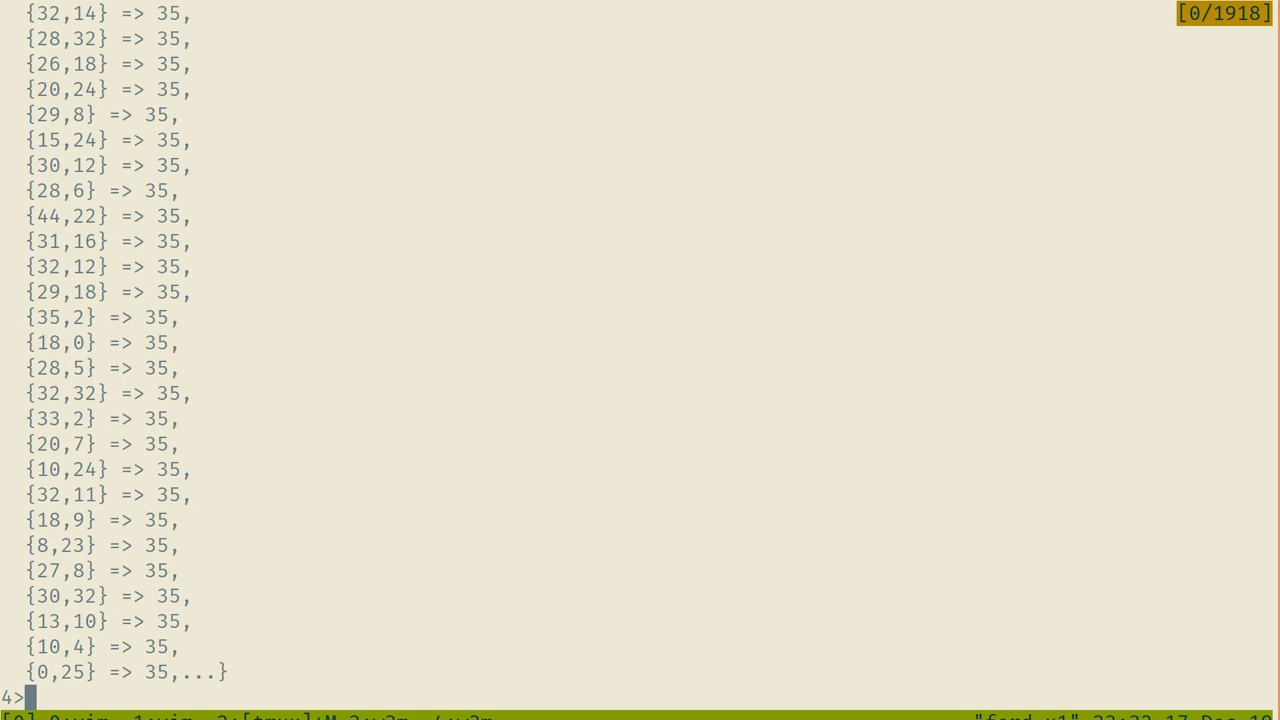 {32,14} => 35,
[0/1918]
{28,32} => 35,
{26,18} => 35,
{20,24} => 35,
{29,8} => 35,
{15,24} => 35,
{30,12} => 35,
{28,6} => 35,
{44,22} => 35,
{31,16} => 35,
{32,12} => 35,
{29,18} => 35,
{35,2} => 35,
{18,0} => 35,
{28,5} => 35,
{32,32} => 35,
{33,2} => 35,
{20,7} => 35,
{10,24} => 35,
{32,11} => 35,
{18,9} => 35,
{8,23} => 35,
{27,8} => 35,
{30,32} => 35,
{13,10} => 35,
{10,4} => 35,
{0,25} => 35,...}
4>